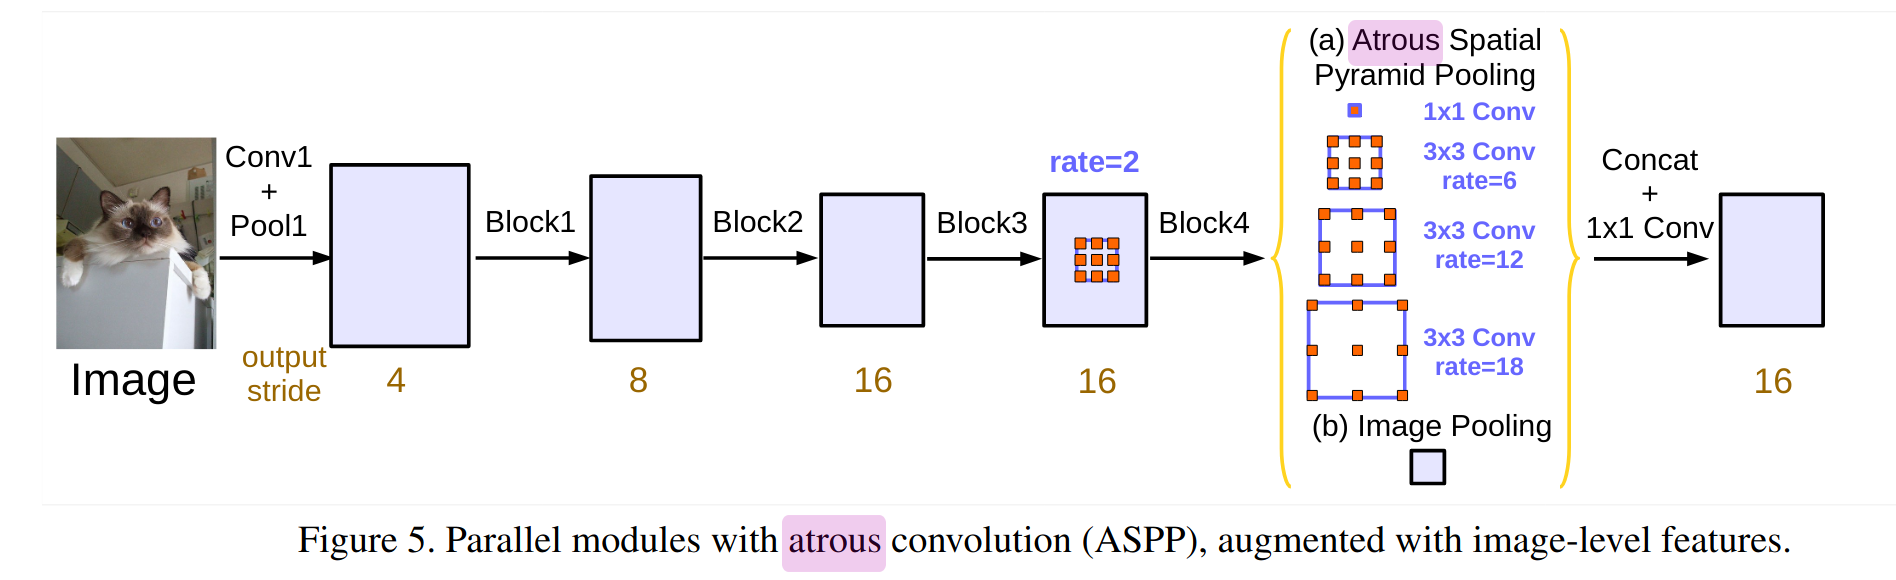 Conv1
+
Pool1
Image
output
stride
4
Block1
8
Block2
16
Block3
rate=2
16
Block4
(a) Atrous Spatial
Pyramid Pooling
1x1 Conv
3x3 Conv
rate=6
3x3 Conv
rate=12
3x3 Conv
rate=18
(b) Image Pooling
Concat
+
1x1 Conv
16
Figure 5. Parallel modules with atrous convolution (ASPP), augmented with image-level features.